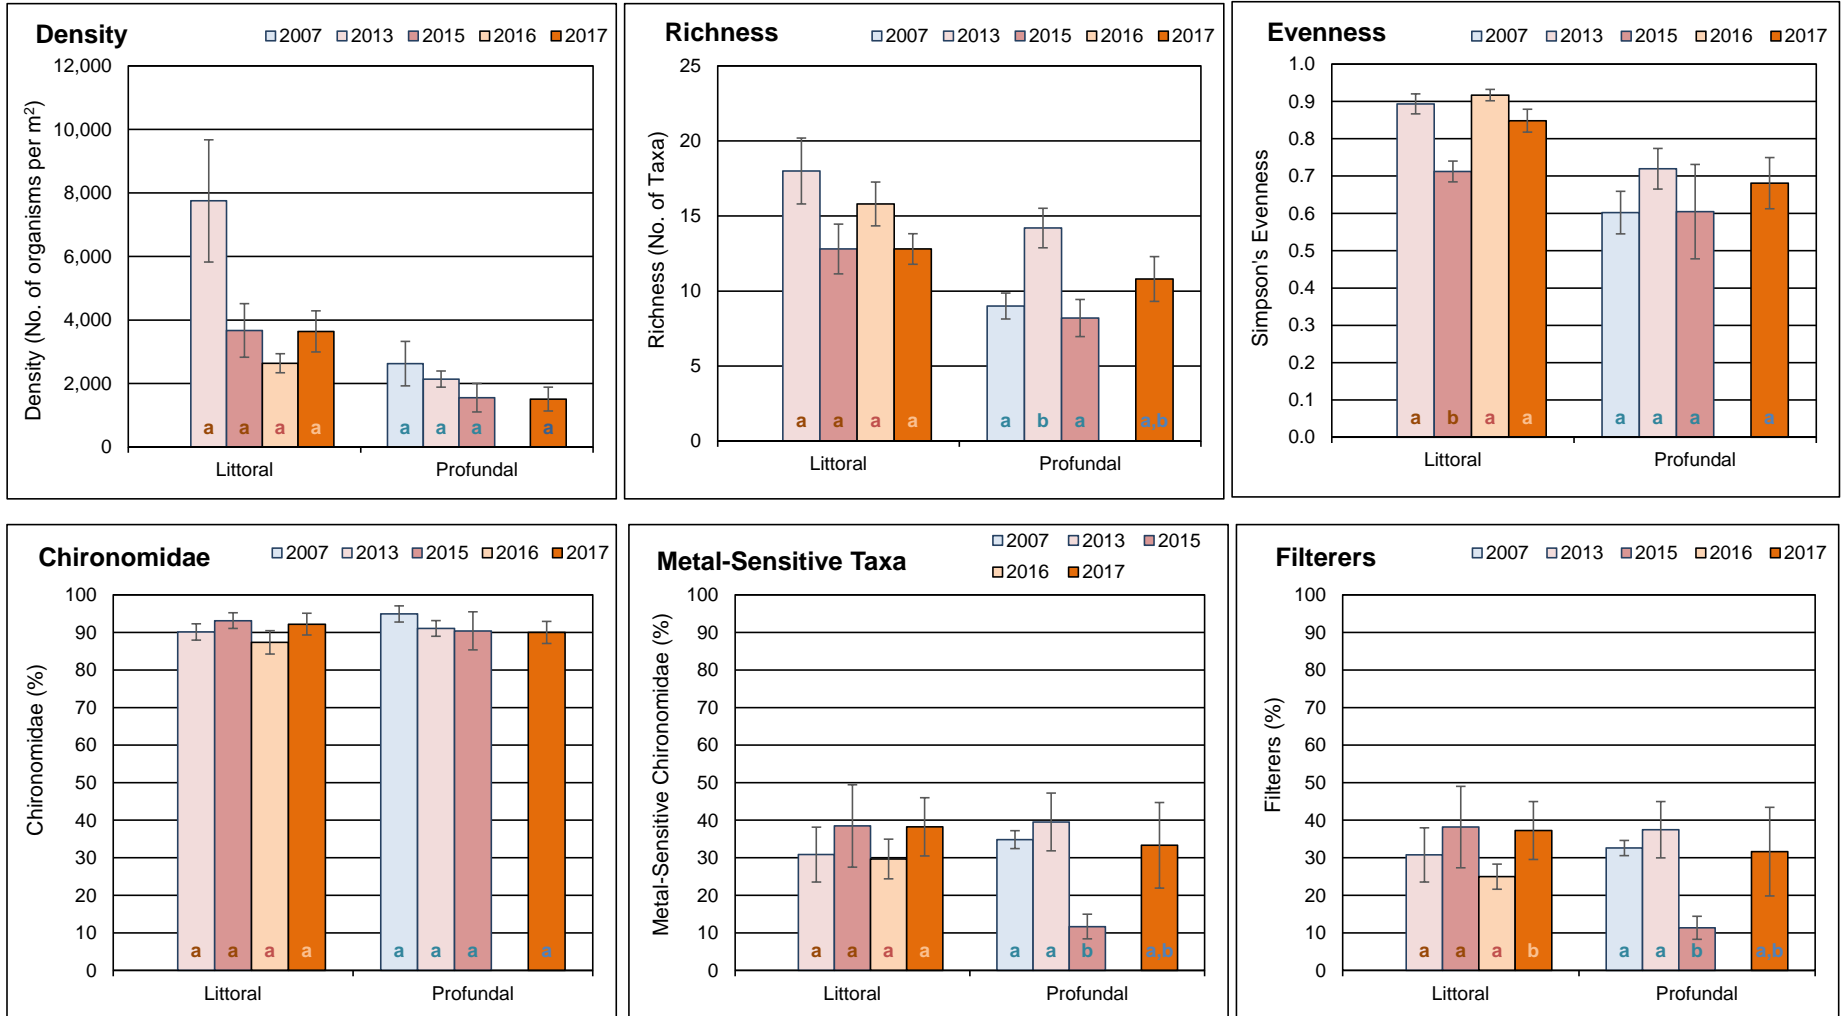 Density
2007 2013 2015 2016 2017
Density (No. of organisms per m²)
12,000
10,000
8,000
6,000
4,000
2,000
0
a a a a a a a a
Littoral Profundal
Richness
2007 2013 2015 2016 2017
Richness (No. of Taxa)
25
20
15
10
5
0
a a a a a b a a,b
Littoral Profundal
Evenness
2007 2013 2015 2016 2017
Simpson's Evenness
1.0
0.9
0.8
0.7
0.6
0.5
0.4
0.3
0.2
0.1
0.0
a b a a a a a a
Littoral Profundal
Chironomidae
2007 2013 2015 2016 2017
Chironomidae (%)
100
90
80
70
60
50
40
30
20
10
0
a a a a a a a a
Littoral Profundal
Metal-Sensitive Taxa
2007 2013 2015
2016 2017
Metal-Sensitive Chironomidae (%)
100
90
80
70
60
50
40
30
20
10
0
a a a a a a b a,b
Littoral Profundal
Filterers
2007 2013 2015 2016 2017
Filterers (%)
100
90
80
70
60
50
40
30
20
10
0
a a a b a a b a,b
Littoral Profundal